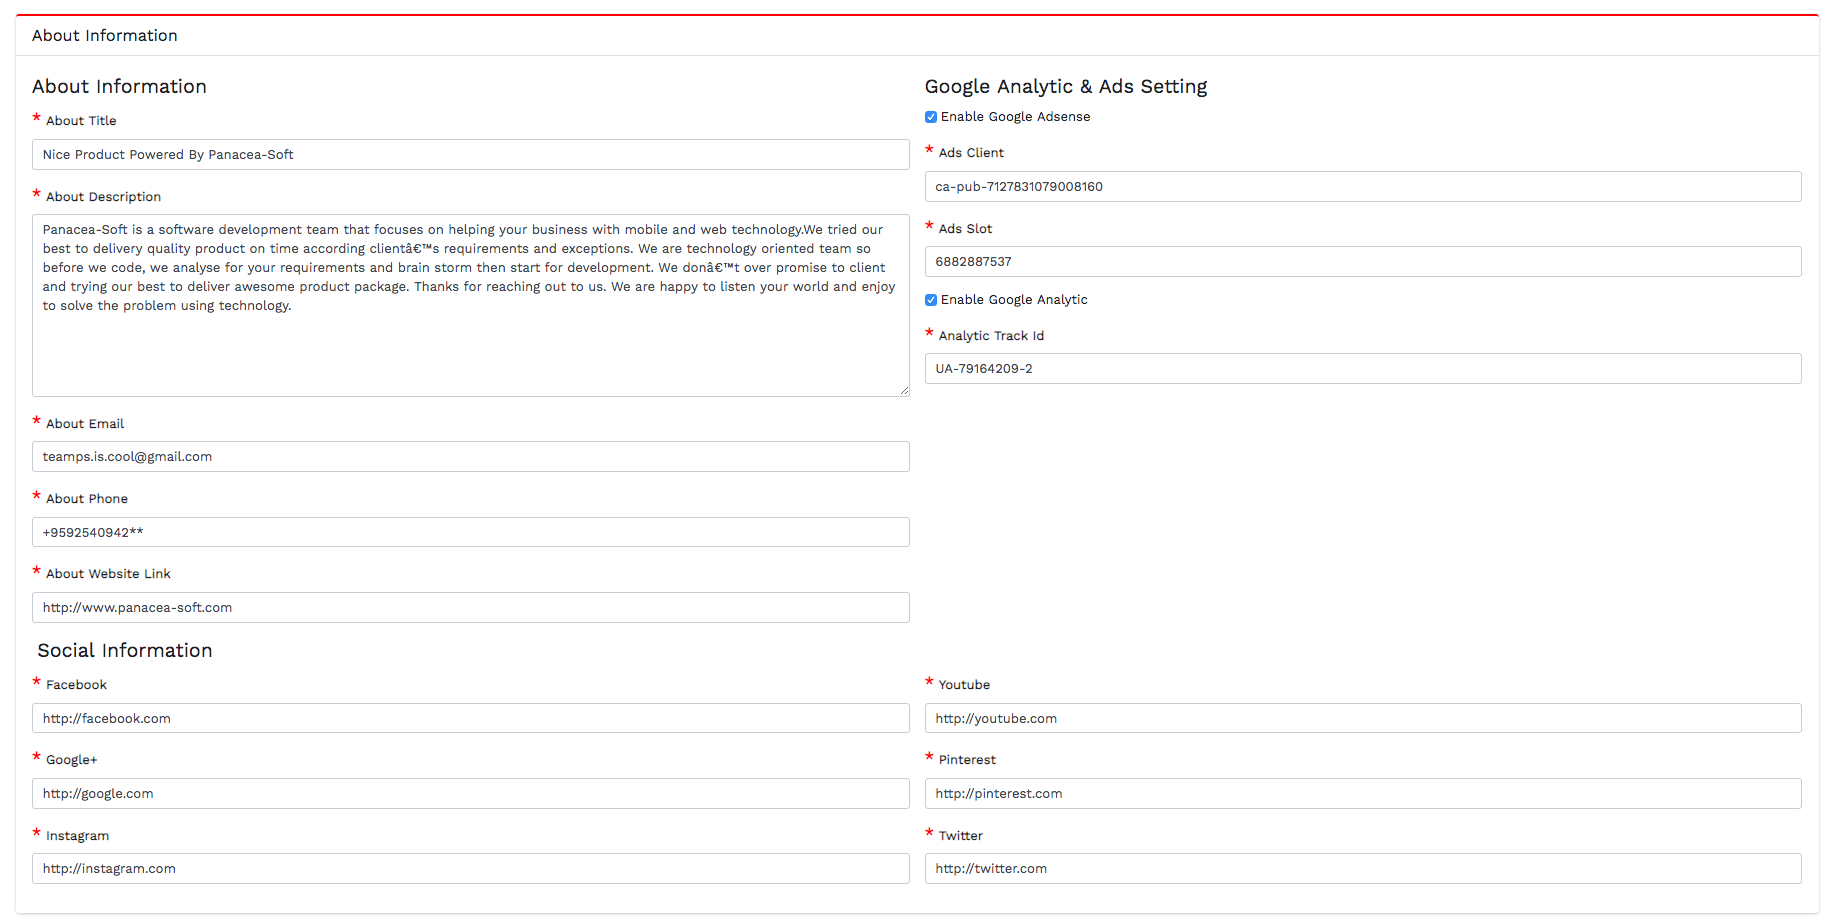 About Information
About Information
* About Title
Nice Product Powered By Panacea-Soft
* About Description
Panacea-Soft is a software development team that focuses on helping your business with mobile and web technology.We tried our
best to delivery quality product on time according clientâ€™s requirements and exceptions. We are technology oriented team so
before we code, we analyse for your requirements and brain storm then start for development. We donâ€™t over promise to client
and trying our best to deliver awesome product package. Thanks for reaching out to us. We are happy to listen your world and enjoy
to solve the problem using technology.
* About Email
teamps.is.cool@gmail.com
* About Phone
+9592540942**
* About Website Link
http://www.panacea-soft.com
Google Analytic & Ads Setting
Enable Google Adsense
* Ads Client
ca-pub-7127831079008160
* Ads Slot
6882887537
Enable Google Analytic
* Analytic Track Id
UA-79164209-2
Social Information
* Facebook
http://facebook.com
* Google+
http://google.com
* Instagram
http://instagram.com
* Youtube
http://youtube.com
* Pinterest
http://pinterest.com
* Twitter
http://twitter.com